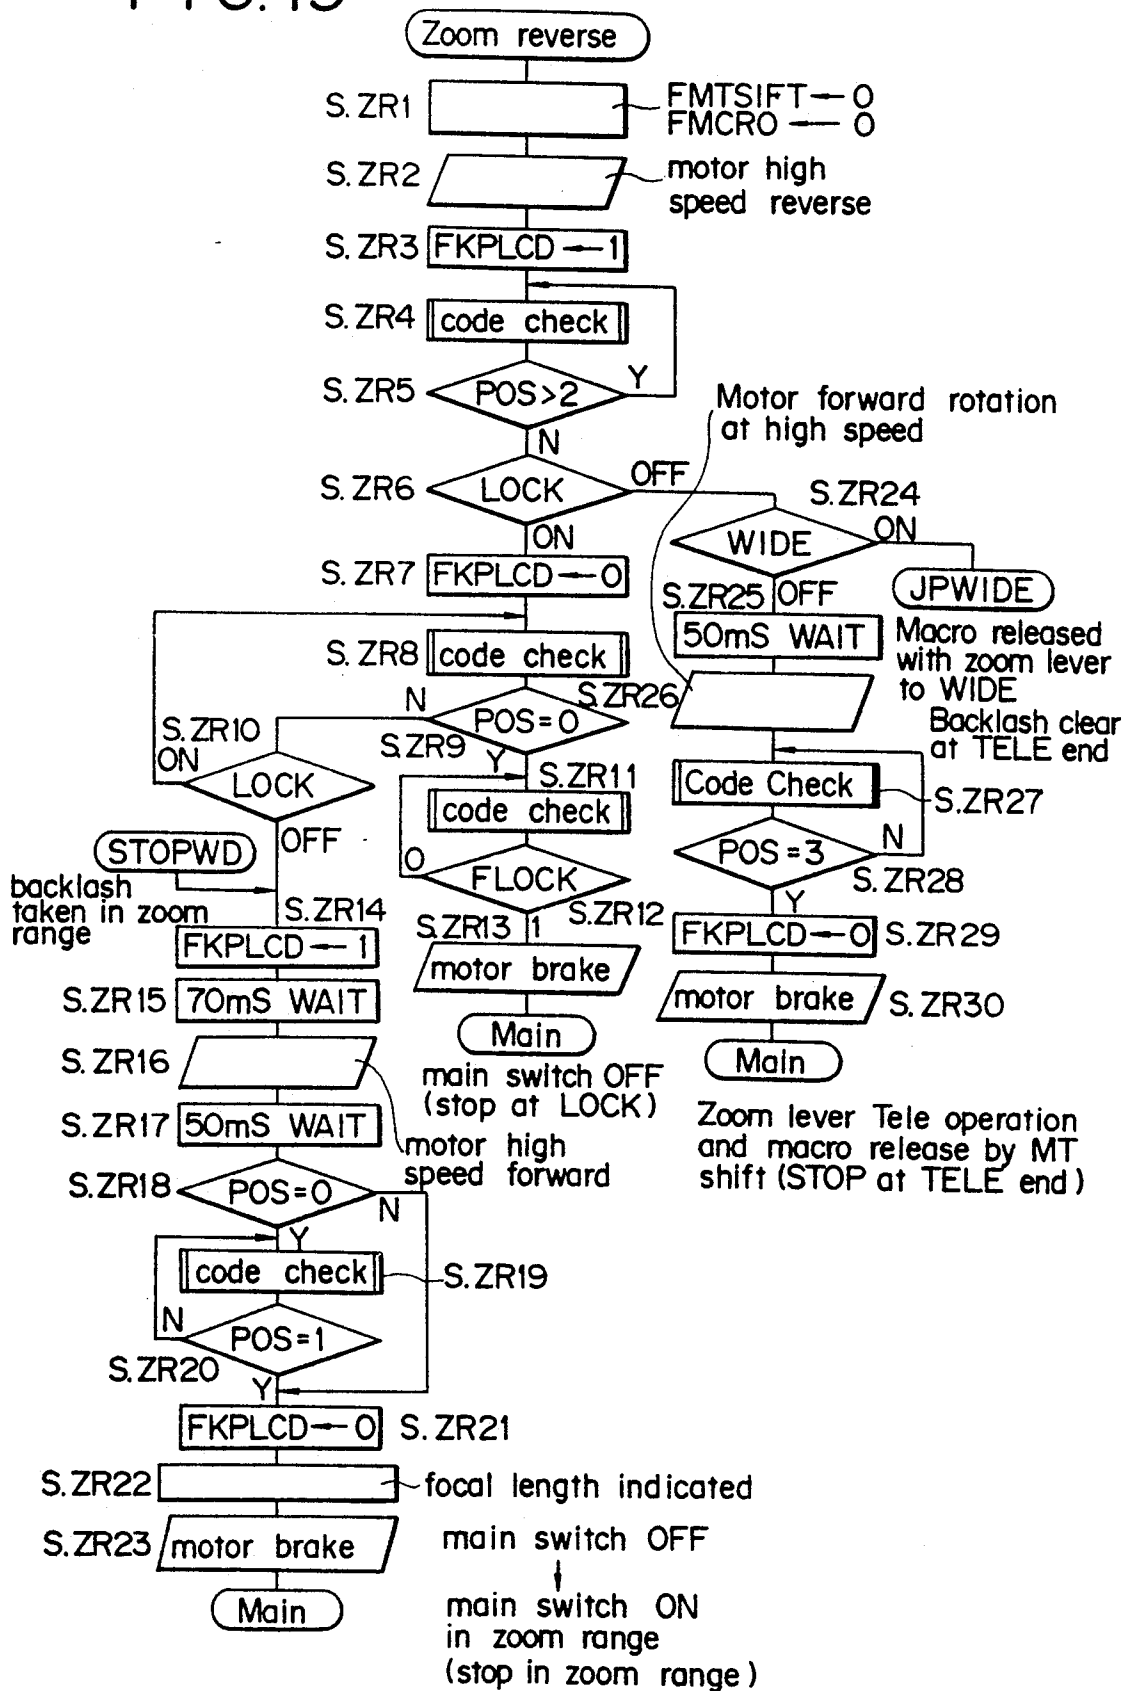 FIG. 15
Zoom reverse
S.ZR1
FMTSIFT←0
FMCRO←0
S.ZR2
motor high
speed reverse
S.ZR3
FKPLCD←1
S.ZR4
code check
S.ZR5
POS>2
Y
N
Motor forward rotation
at high speed
S.ZR6
LOCK
OFF
ON
S.ZR24
WIDE
ON
OFF
JPWIDE
Macro released
with zoom lever
to WIDE
S.ZR7
FKPLCD←0
S.ZR25
50mS WAIT
S.ZR8
code check
S.ZR26
Backlash clear
at TELE end
S.ZR9
POS=0
N
Y
S.ZR10
LOCK
ON
OFF
S.ZR11
code check
Code Check
S.ZR27
POS=3
N
S.ZR28
Y
STOPWD
backlash
taken in zoom
range
FLOCK
0
S.ZR12
1
S.ZR13
motor brake
Main
main switch OFF
(stop at LOCK)
S.ZR29
FKPLCD←0
S.ZR30
motor brake
Main
Zoom lever Tele operation
and macro release by MT
shift (STOP at TELE end)
S.ZR14
FKPLCD←1
S.ZR15
70mS WAIT
S.ZR16
motor high
speed forward
S.ZR17
50mS WAIT
S.ZR18
POS=0
N
Y
code check
S.ZR19
N
POS=1
S.ZR20
Y
FKPLCD←0
S.ZR21
S.ZR22
focal length indicated
S.ZR23
motor brake
Main
main switch OFF
↓
main switch ON
in zoom range
(stop in zoom range)